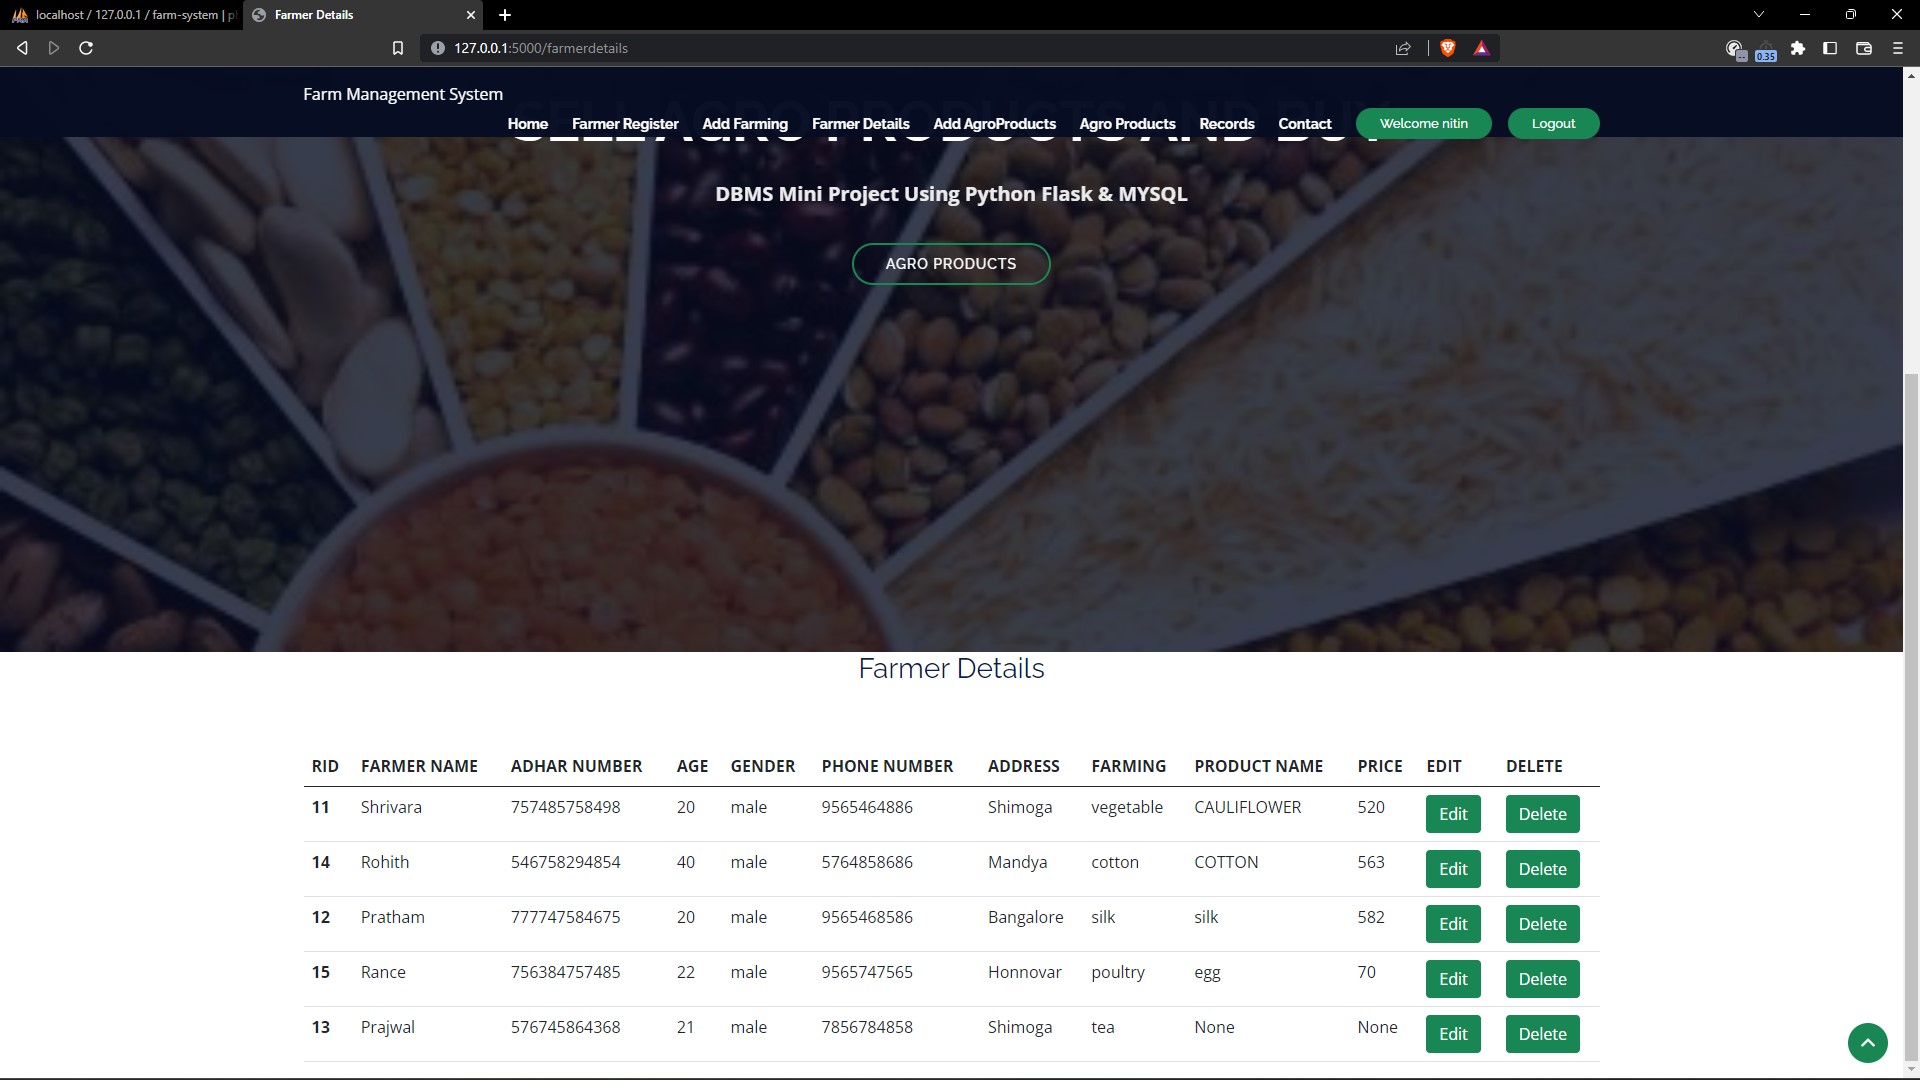 localhost / 127.0.0.1 / farm-system | p
Farmer Details
127.0.0.1:5000/farmerdetails
0.35
Farm Management System
SELL AGRO PRODUCTS AND BUY
Home Farmer Register Add Farming Farmer Details Add AgroProducts Agro Products Records Contact Welcome nitin Logout
DBMS Mini Project Using Python Flask & MYSQL
AGRO PRODUCTS
Farmer Details
RID FARMER NAME ADHAR NUMBER AGE GENDER PHONE NUMBER ADDRESS FARMING PRODUCT NAME PRICE EDIT DELETE
11 Shrivara 757485758498 20 male 9565464886 Shimoga vegetable CAULIFLOWER 520 Edit Delete
14 Rohith 546758294854 40 male 5764858686 Mandya cotton COTTON 563 Edit Delete
12 Pratham 777747584675 20 male 9565468586 Bangalore silk silk 582 Edit Delete
15 Rance 756384757485 22 male 9565747565 Honnovar poultry egg 70 Edit Delete
13 Prajwal 576745864368 21 male 7856784858 Shimoga tea None None Edit Delete